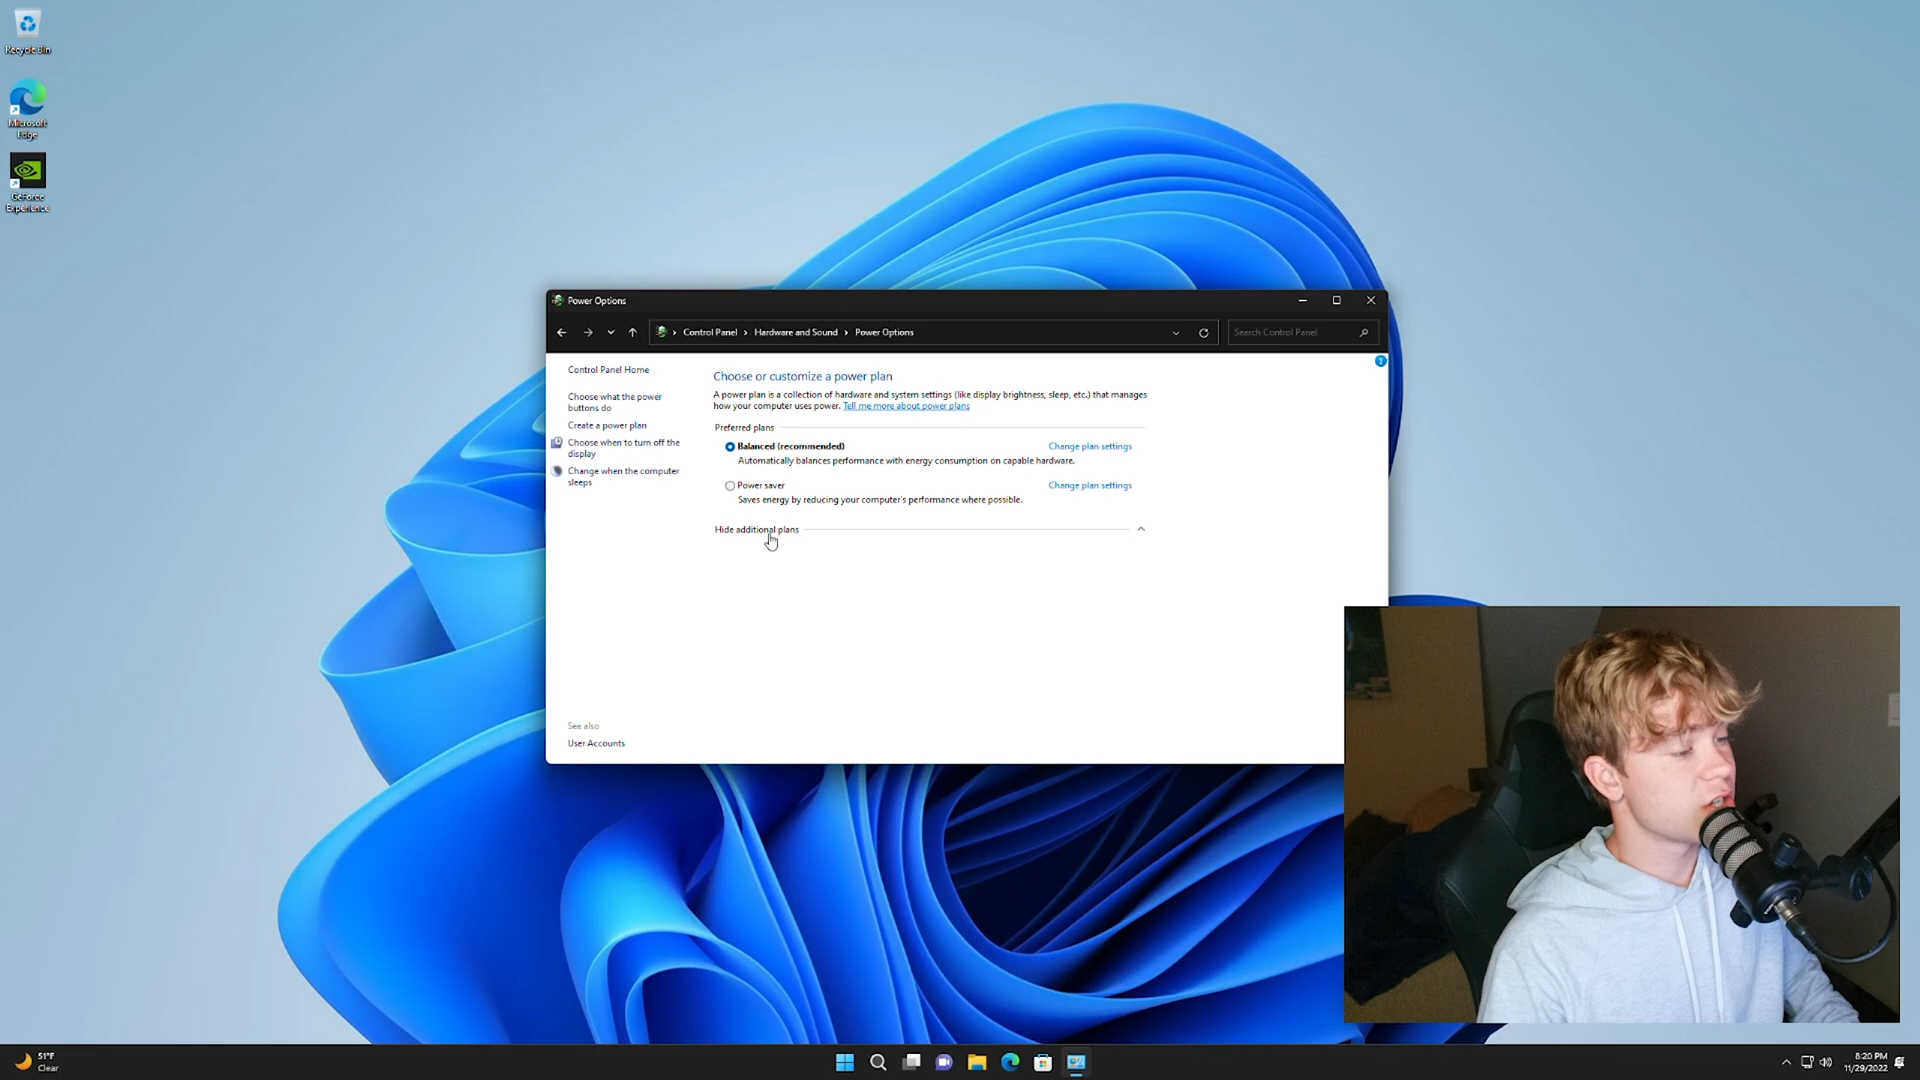 Recycle Bin
Microsoft
Edge
GeForce
Experience
Power Options
Control Panel > Hardware and Sound > Power Options
Search Control Panel
Control Panel Home
Choose what the power
buttons do
Create a power plan
Choose when to turn off the
display
Change when the computer
sleeps
See also
User Accounts
Choose or customize a power plan
A power plan is a collection of hardware and system settings (like display brightness, sleep, etc.) that manages
how your computer uses power. Tell me more about power plans
Preferred plans
Balanced (recommended) Change plan settings
Automatically balances performance with energy consumption on capable hardware.
Power saver Change plan settings
Saves energy by reducing your computer's performance where possible.
Hide additional plans
51°F
Clear
8:20 PM
11/29/2022